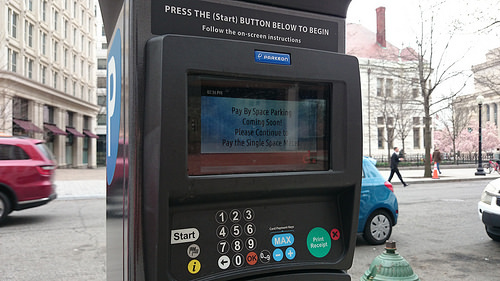 PRESS THE (Start) BUTTON BELOW TO BEGIN
Follow the on-screen instructions
PARKEON
Pay By Space Parking
Coming Soon!
Please Continue to
Pay the Single Space
1 2 3
4 5 6
7 8 9
0
Start
i
OK
MAX
+
Print
Receipt
P